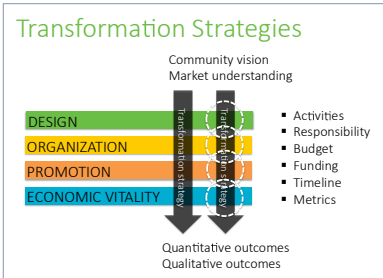 Transformation Strategies
Community vision
Market understanding
DESIGN
ORGANIZATION
PROMOTION
ECONOMIC VITALITY
Transformation strategy
Transformation strategy
Activities
Responsibility
Budget
Funding
Timeline
Metrics
Quantitative outcomes
Qualitative outcomes